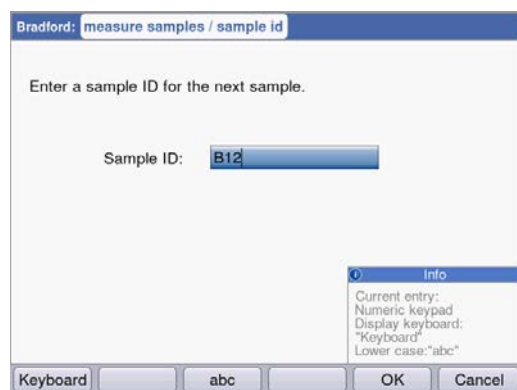 Bradford: measure samples / sample id
Enter a sample ID for the next sample.
Sample ID: B12
Info
Current entry:
Numeric keypad
Display keyboard:
"Keyboard"
Lower case:"abc"
Keyboard abc OK Cancel